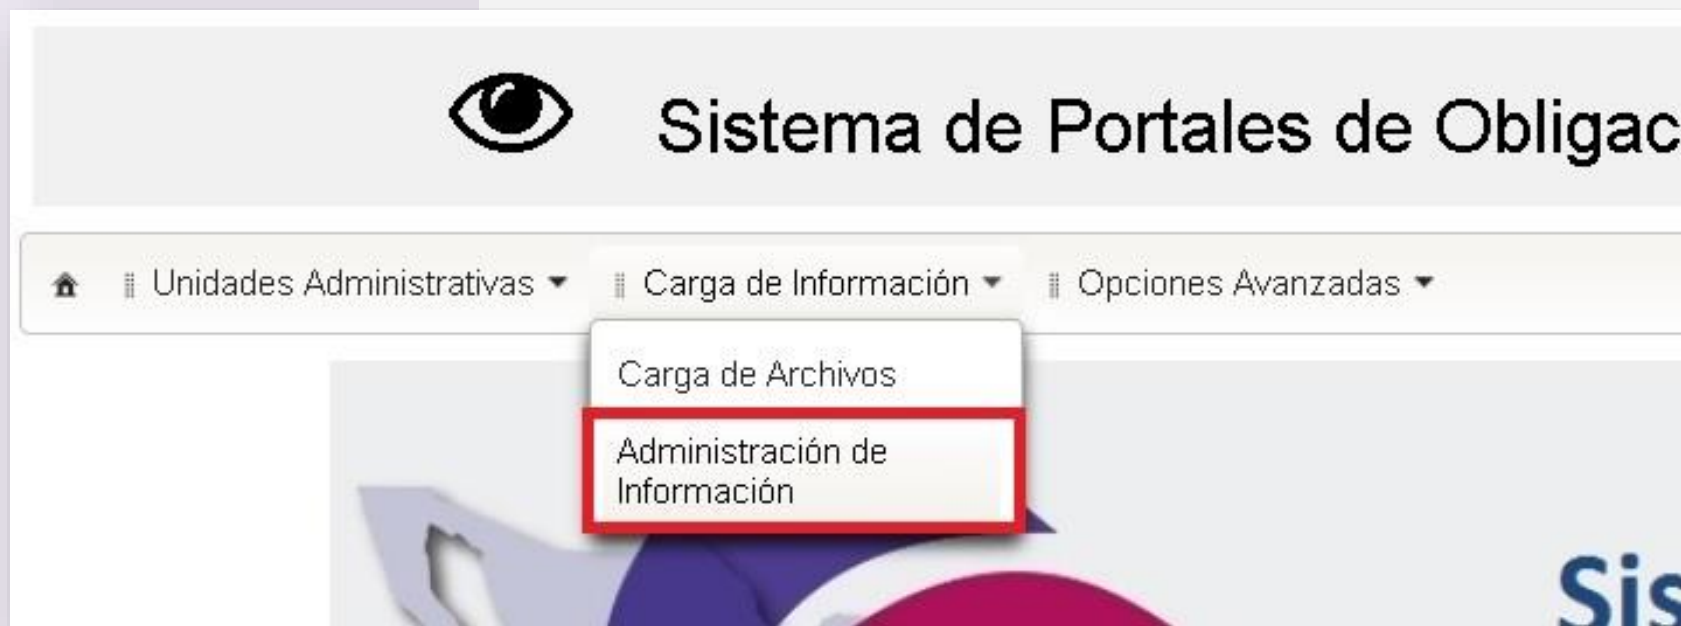 Sistema de Portales de Obligac
Unidades Administrativas Carga de Información Opciones Avanzadas
Carga de Archivos
Administración de
Información
Sis